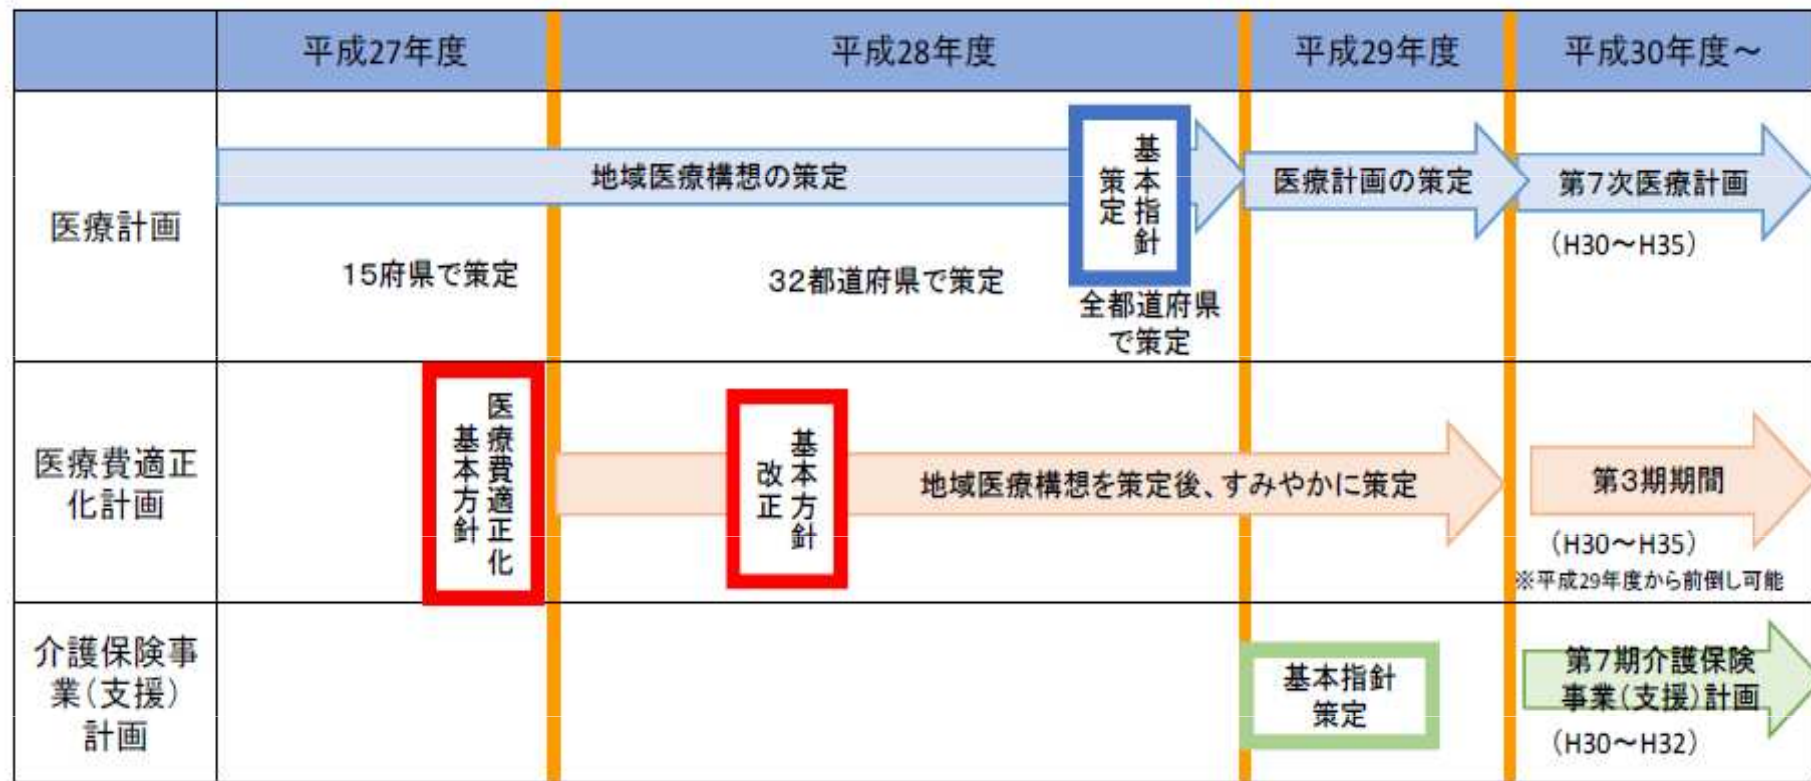 平成27年度
平成28年度
平成29年度
平成30年度～
医療計画
地域医療構想の策定
基本指針
策定
医療計画の策定
第7次医療計画
（H30～H35）
15府県で策定
32都道府県で策定
全都道府県
で策定
医療費適正
化計画
医療費適正化
基本方針
基本方針
改正
地域医療構想を策定後、すみやかに策定
第3期期間
（H30～H35）
※平成29年度から前倒し可能
介護保険事
業（支援）
計画
基本指針
策定
第7期介護保険
事業（支援）計画
（H30～H32）